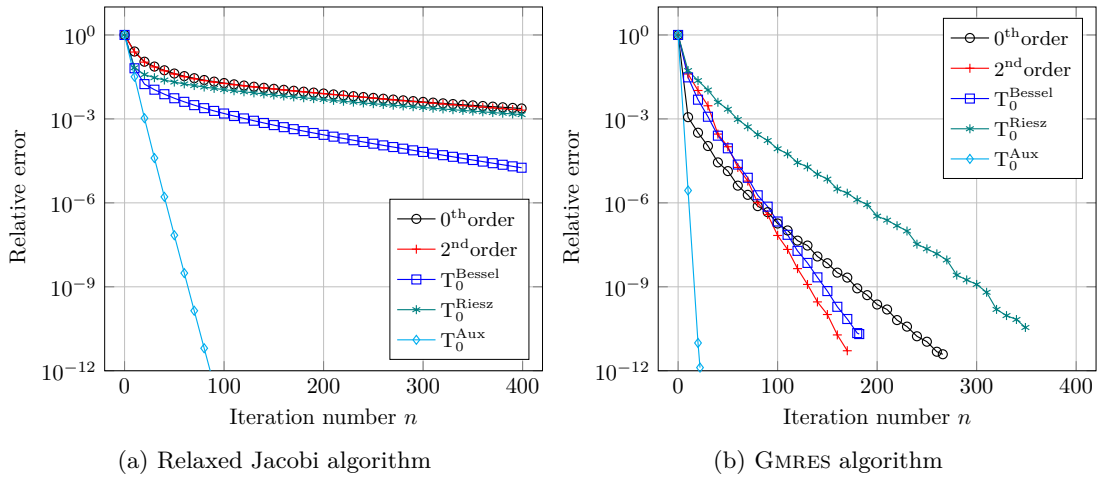 10^0
10^−3
10^−6
10^−9
10^−12
0
100
200
300
400
Relative error
Iteration number n
0^th order
2^nd order
T_0^Bessel
T_0^Riesz
T_0^Aux
(a) Relaxed Jacobi algorithm
10^0
10^−3
10^−6
10^−9
10^−12
0
100
200
300
400
Relative error
Iteration number n
0^th order
2^nd order
T_0^Bessel
T_0^Riesz
T_0^Aux
(b) GMRES algorithm